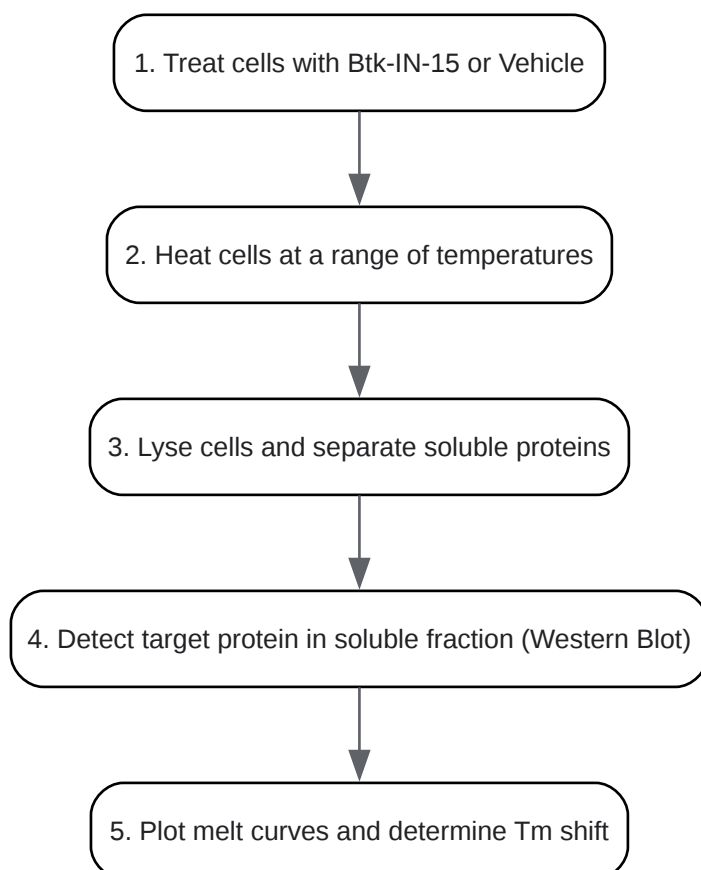 1. Treat cells with Btk-IN-15 or Vehicle
2. Heat cells at a range of temperatures
3. Lyse cells and separate soluble proteins
4. Detect target protein in soluble fraction (Western Blot)
5. Plot melt curves and determine Tm shift